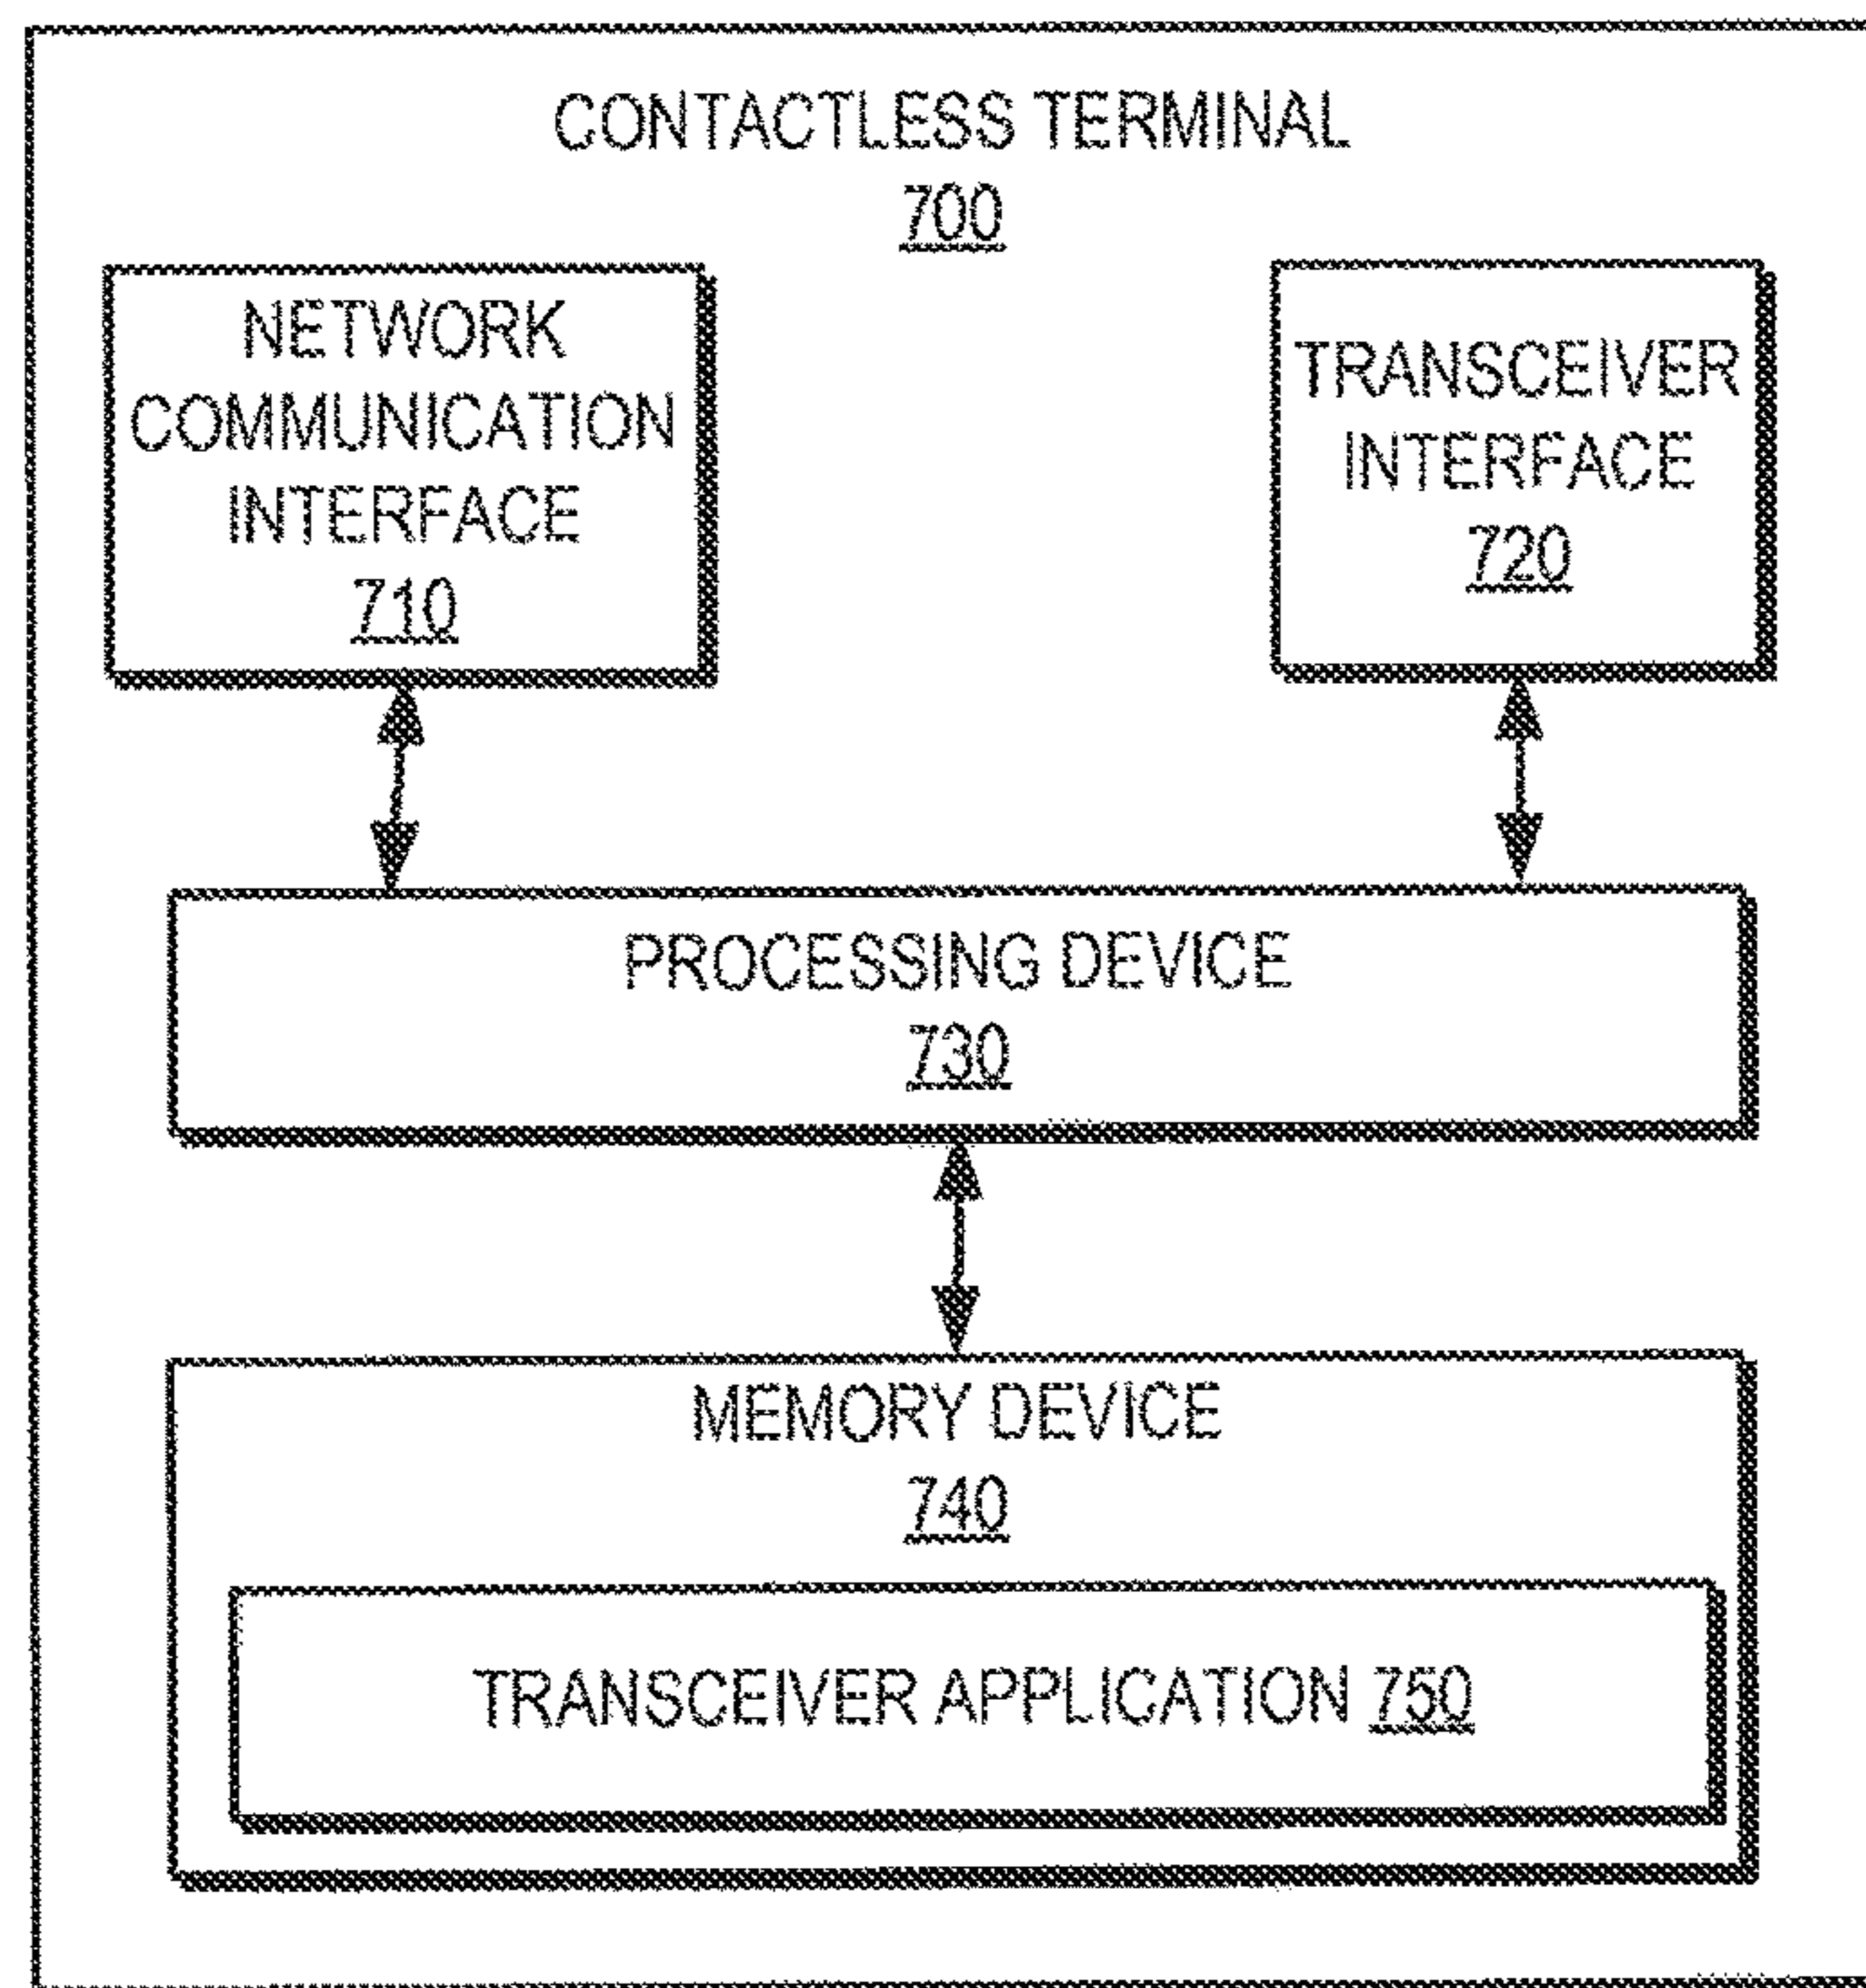 CONTACTLESS TERMINAL
700
NETWORK
COMMUNICATION
INTERFACE
710
TRANSCEIVER
INTERFACE
720
PROCESSING DEVICE
730
MEMORY DEVICE
740
TRANSCEIVER APPLICATION 750